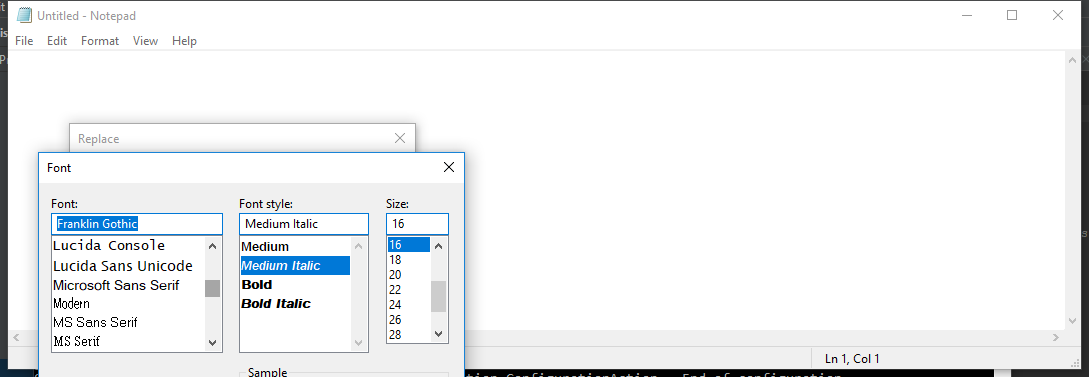 Untitled - Notepad
File Edit Format View Help
Replace
Font
Font: Font style: Size:
Franklin Gothic Medium Italic 16
Lucida Console
Lucida Sans Unicode
Microsoft Sans Serif
Modern
MS Sans Serif
MS Serif
Medium
Medium Italic
Bold
Bold Italic
16
18
20
22
24
26
28
Sample
Ln 1, Col 1